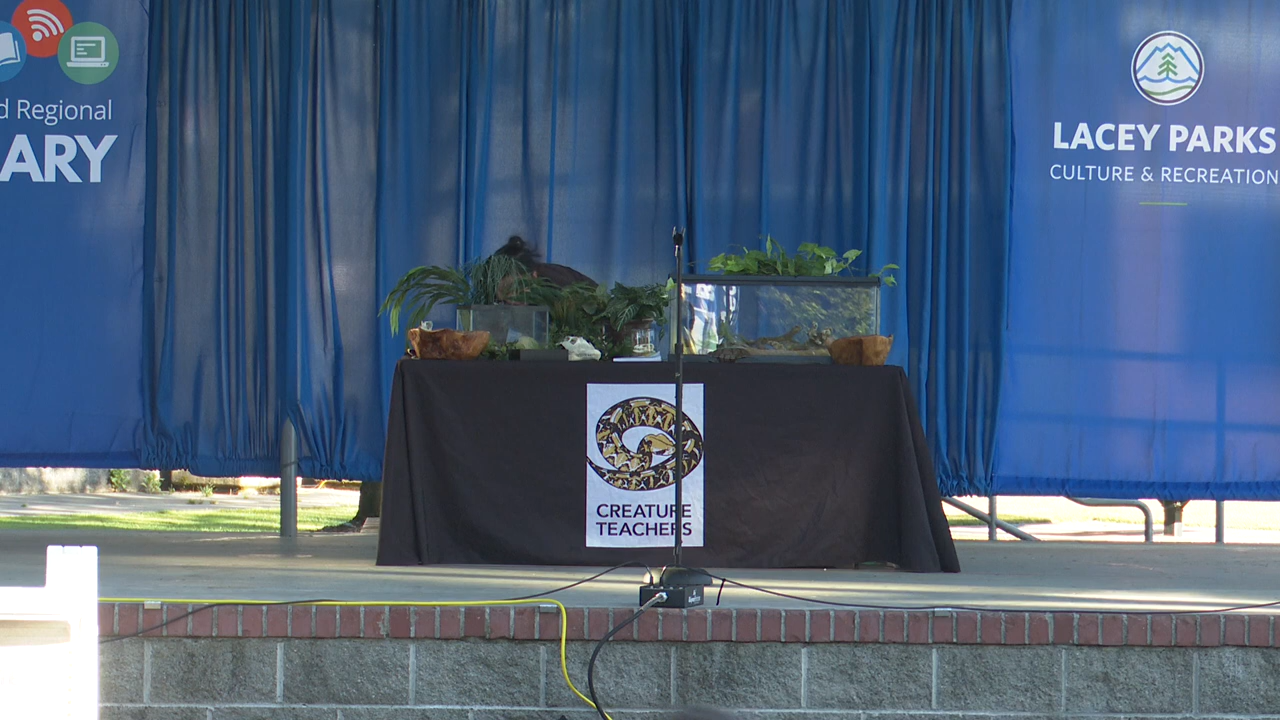 d Regional
ARY
LACEY PARKS
CULTURE & RECREATION
CREATURE
TEACHERS